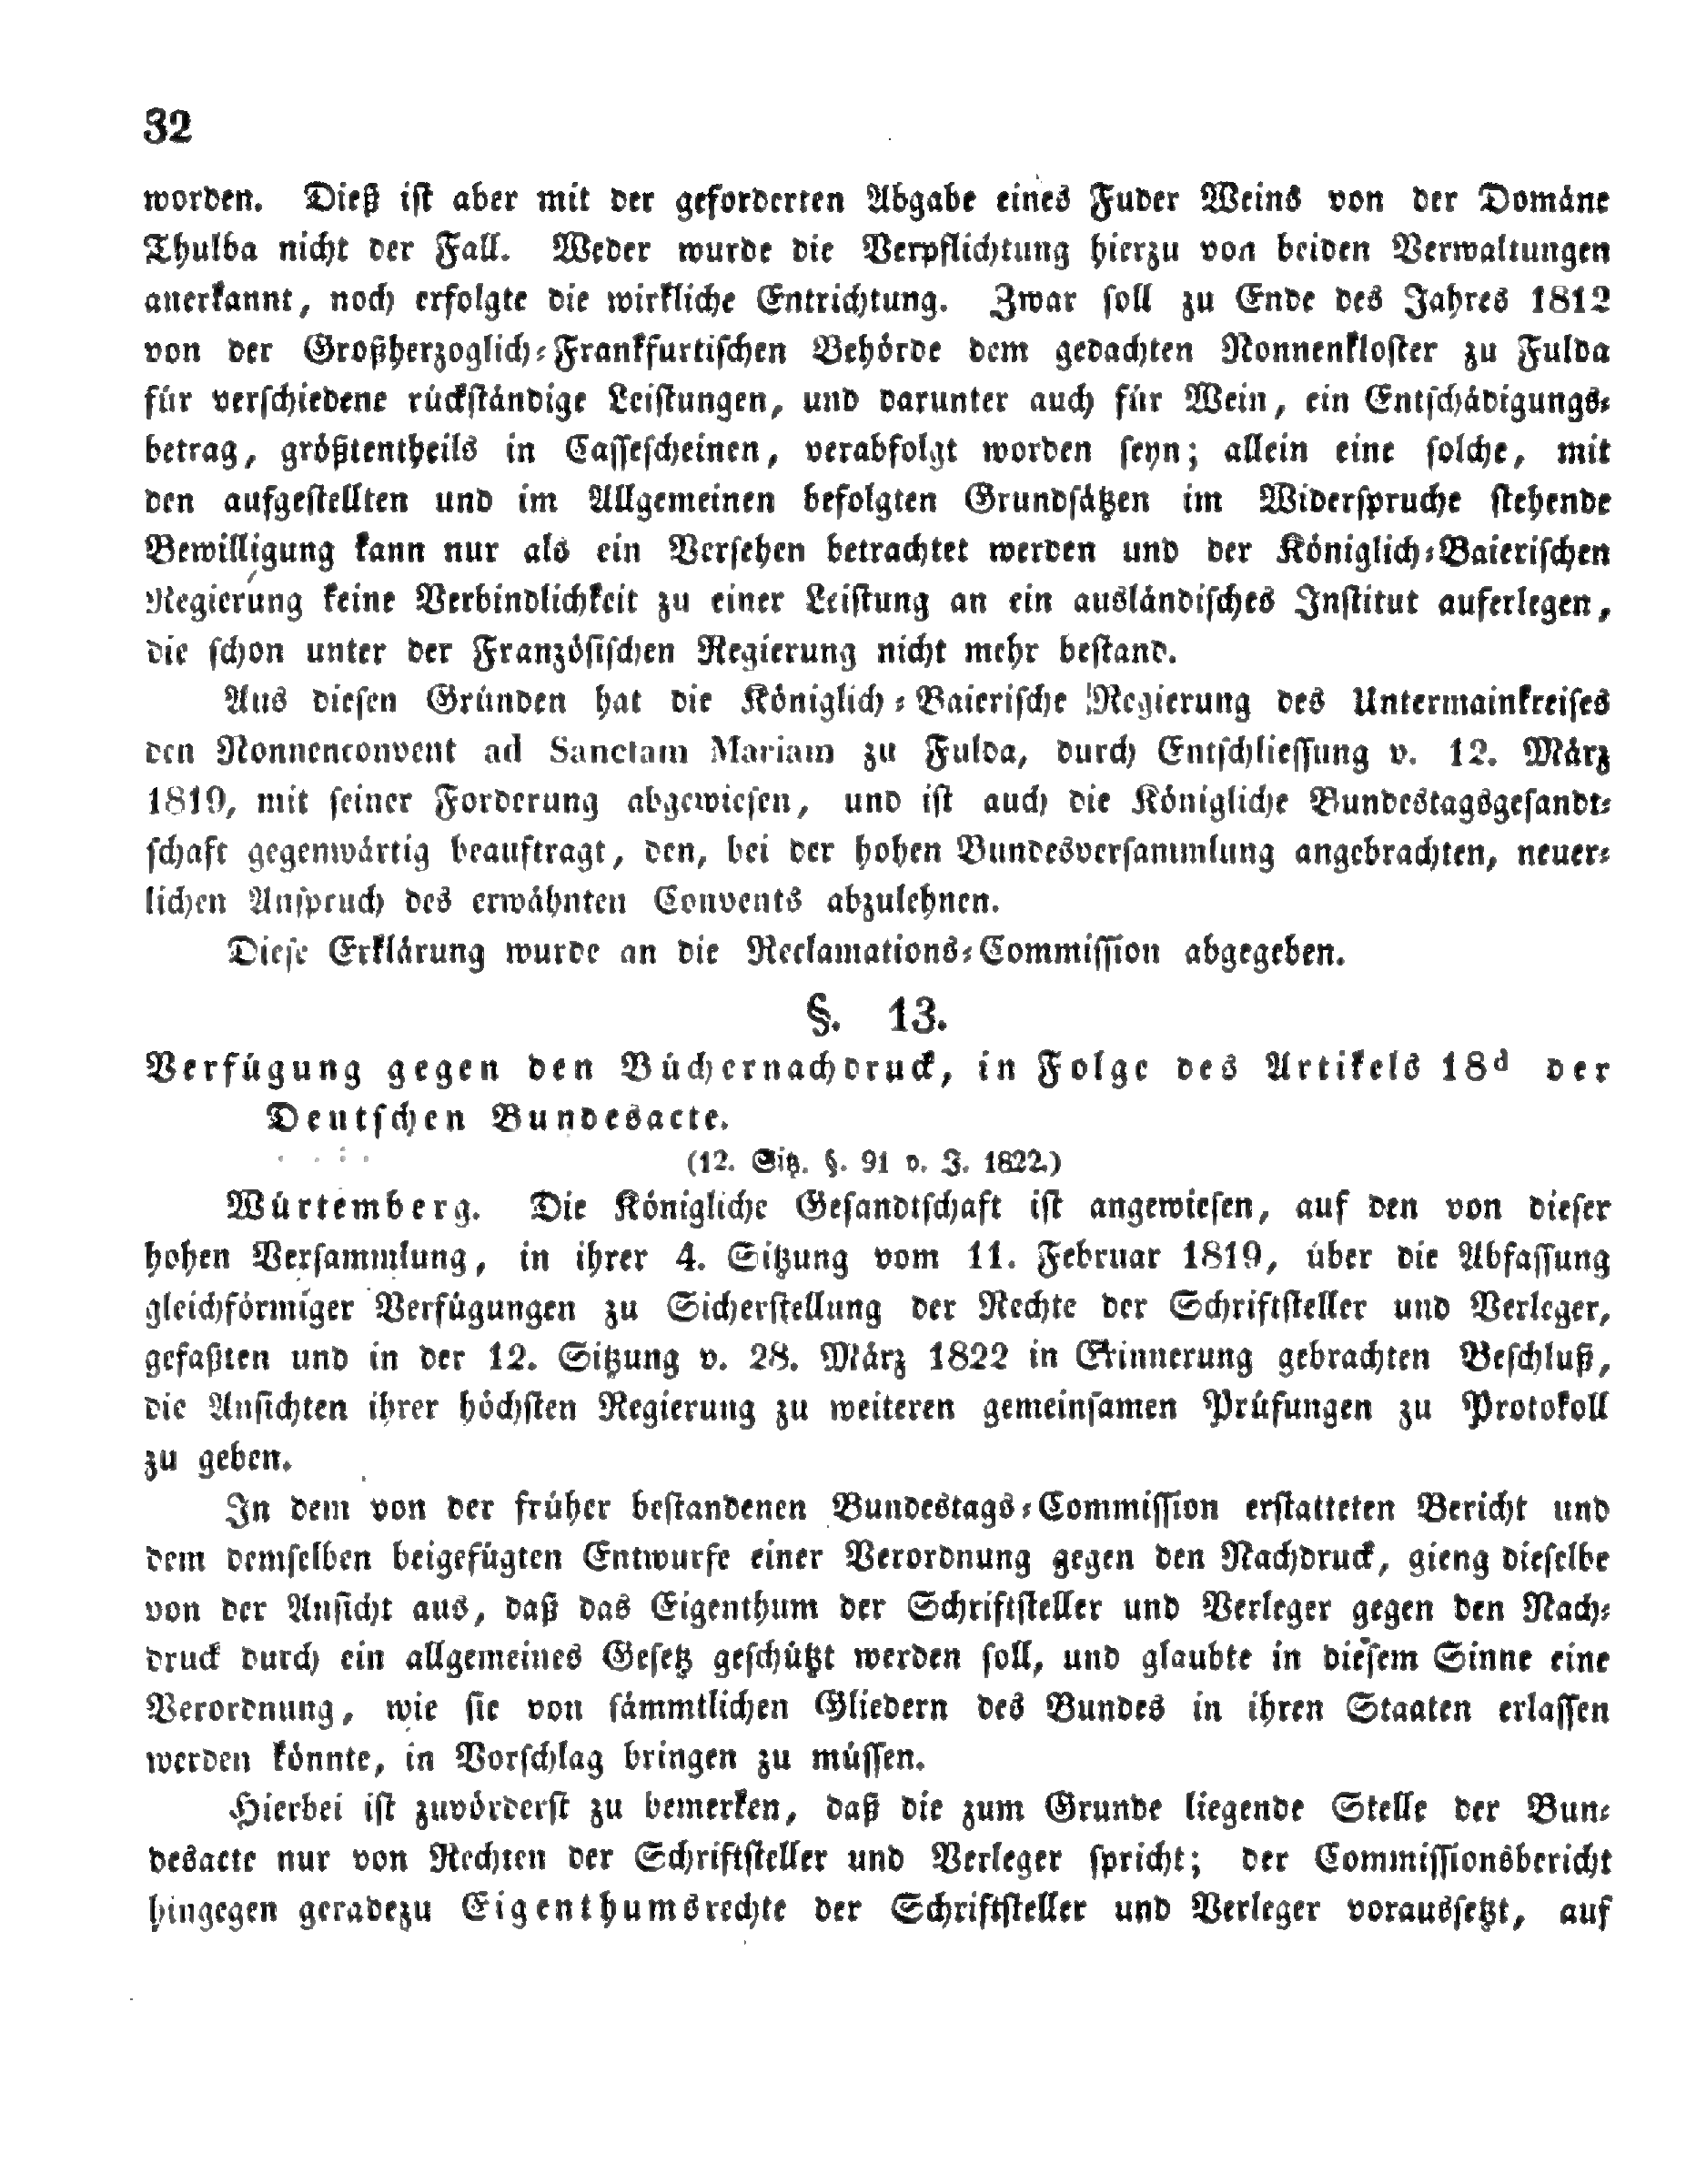 32
worden. Dieß ist aber mit der geforderten Abgabe eines Fuder Weins von der Domäne
Thulba nicht der Fall. Weder wurde die Verpflichtung hierzu von beiden Verwaltungen
anerkannt, noch erfolgte die wirkliche Entrichtung. Zwar soll zu Ende des Jahres 1812
von der Großherzoglich-Frankfurtischen Behörde dem gedachten Nonnenkloster zu Fulda
für verschiedene rückständige Leistungen, und darunter auch für Wein, ein Entschädigungs-
betrag, größtentheils in Cassescheinen, verabfolgt worden seyn; allein eine solche, mit
den aufgestellten und im Allgemeinen befolgten Grundsätzen im Widerspruche stehende
Bewilligung kann nur als ein Versehen betrachtet werden und der Königlich-Baierischen
Regierung keine Verbindlichkeit zu einer Leistung an ein ausländisches Institut auferlegen,
die schon unter der Französischen Regierung nicht mehr bestand.
Aus diesen Gründen hat die Königlich-Baierische Regierung des Untermainkreises
den Nonnenconvent ad Sanctam Mariam zu Fulda, durch Entschliessung v. 12. März
1819, mit seiner Forderung abgewiesen, und ist auch die Königliche Bundestagsgesandt-
schaft gegenwärtig beauftragt, den, bei der hohen Bundesversammlung angebrachten, neuer-
lichen Anspruch des erwähnten Convents abzulehnen.
Diese Erklärung wurde an die Reclamations-Commission abgegeben.
§. 13.
Verfügung gegen den Büchernachdruck, in Folge des Artikels 18d der
Deutschen Bundesacte.
(12. Sitz. §. 91 v. J. 1822.)
Würtemberg. Die Königliche Gesandtschaft ist angewiesen, auf den von dieser
hohen Versammlung, in ihrer 4. Sitzung vom 11. Februar 1819, über die Abfassung
gleichförmiger Verfügungen zu Sicherstellung der Rechte der Schriftsteller und Verleger,
gefaßten und in der 12. Sitzung v. 28. März 1822 in Erinnerung gebrachten Beschluß,
die Ansichten ihrer höchsten Regierung zu weiteren gemeinsamen Prüfungen zu Protokoll
zu geben.
In dem von der früher bestandenen Bundestags-Commission erstatteten Bericht und
dem demselben beigefügten Entwurfe einer Verordnung gegen den Nachdruck, gieng dieselbe
von der Ansicht aus, daß das Eigenthum der Schriftsteller und Verleger gegen den Nach-
druck durch ein allgemeines Gesetz geschützt werden soll, und glaubte in diesem Sinne eine
Verordnung, wie sie von sämmtlichen Gliedern des Bundes in ihren Staaten erlassen
werden könnte, in Vorschlag bringen zu müssen.
Hierbei ist zuvörderst zu bemerken, daß die zum Grunde liegende Stelle der Bun-
desacte nur von Rechten der Schriftsteller und Verleger spricht; der Commissionsbericht
hingegen geradezu Eigenthumsrechte der Schriftsteller und Verleger voraussetzt, auf